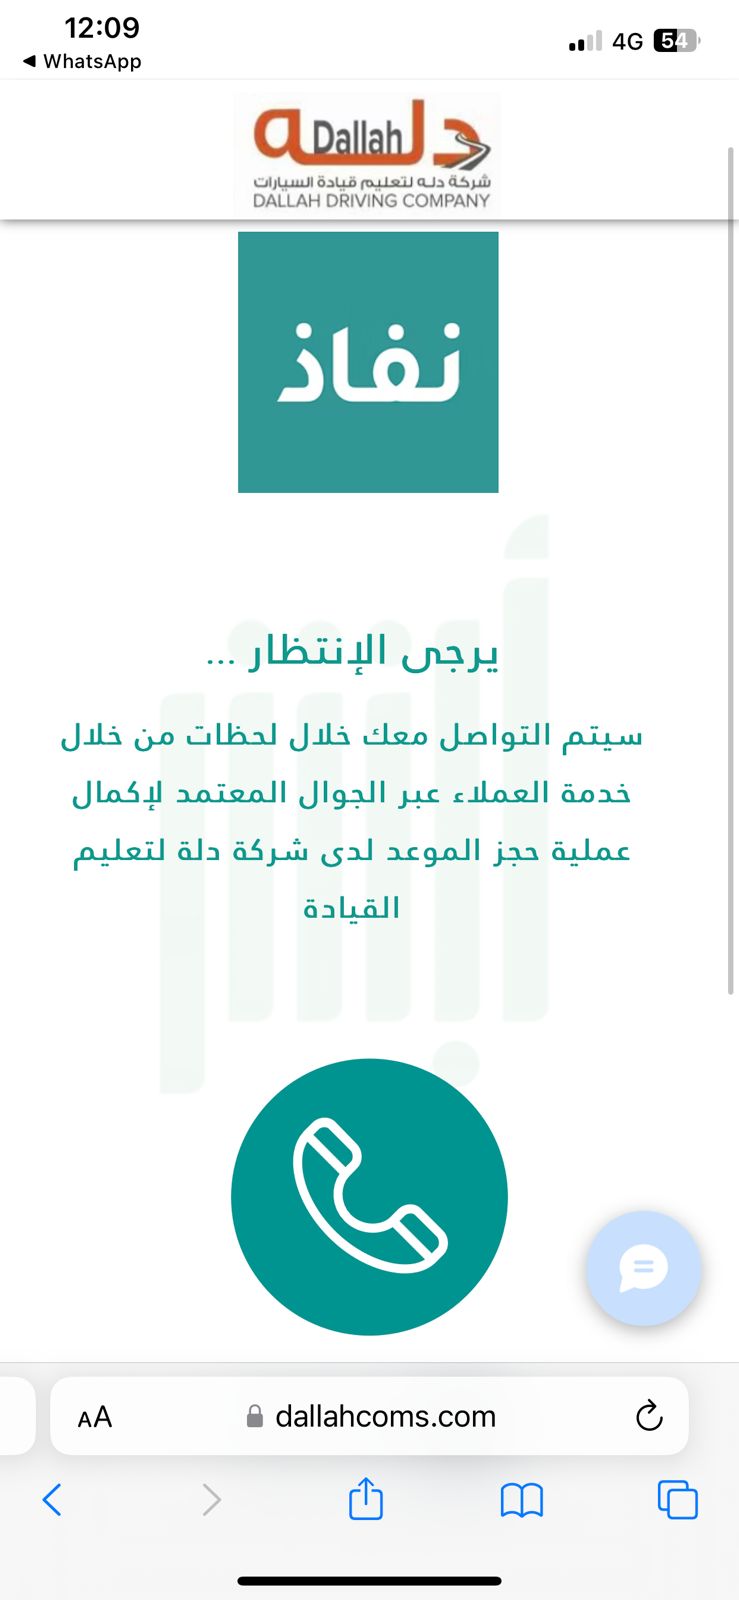 12:09
4G
54
◀ WhatsApp
دلـه
Dallah
شركة دله لتعليم قيادة السيارات
DALLAH DRIVING COMPANY
نفاذ
أبشر
يرجى الإنتظار ...
سيتم التواصل معك خلال لحظات من خلال
خدمة العملاء عبر الجوال المعتمد لإكمال
عملية حجز الموعد لدى شركة دلة لتعليم
القيادة
AA
dallahcoms.com